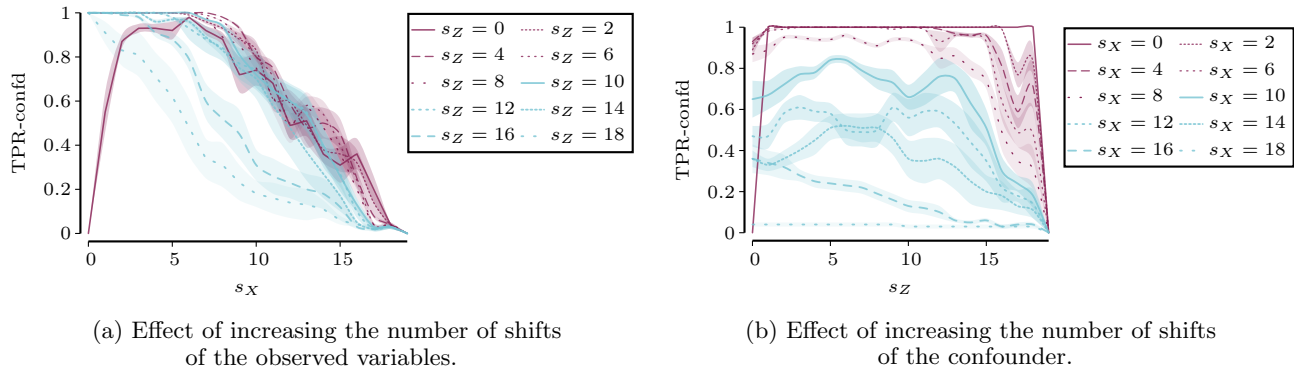 1
0.8
0.6
0.4
0.2
0
TPR-confd
0 5 10 15
s_X
s_Z = 0 s_Z = 2
s_Z = 4 s_Z = 6
s_Z = 8 s_Z = 10
s_Z = 12 s_Z = 14
s_Z = 16 s_Z = 18
(a) Effect of increasing the number of shifts
of the observed variables.
1
0.8
0.6
0.4
0.2
0
TPR-confd
0 5 10 15
s_Z
s_X = 0 s_X = 2
s_X = 4 s_X = 6
s_X = 8 s_X = 10
s_X = 12 s_X = 14
s_X = 16 s_X = 18
(b) Effect of increasing the number of shifts
of the confounder.